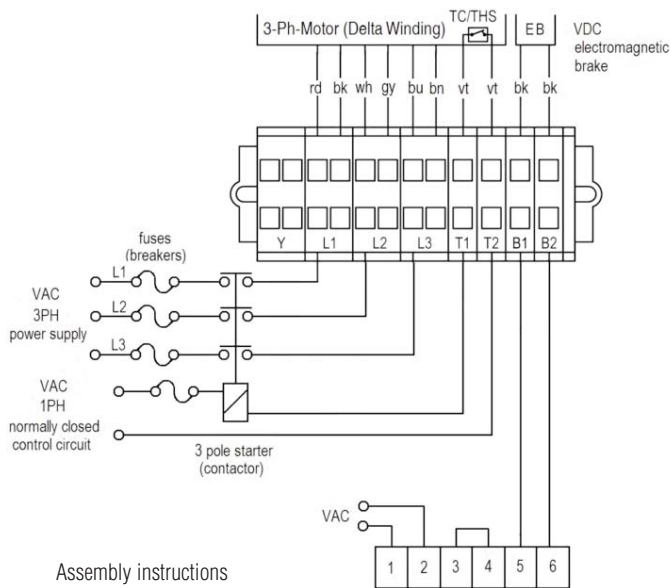 3-Ph-Motor (Delta Winding)
TC/THS
EB
VDC
electromagnetic
brake
rd bk wh gy bu bn vt vt bk bk
Y L1 L2 L3 T1 T2 B1 B2
fuses
(breakers)
L1
VAC
L2
3PH
power supply
L3
VAC
1PH
normally closed
control circuit
3 pole starter
(contactor)
VAC
1 2 3 4 5 6
Assembly instructions